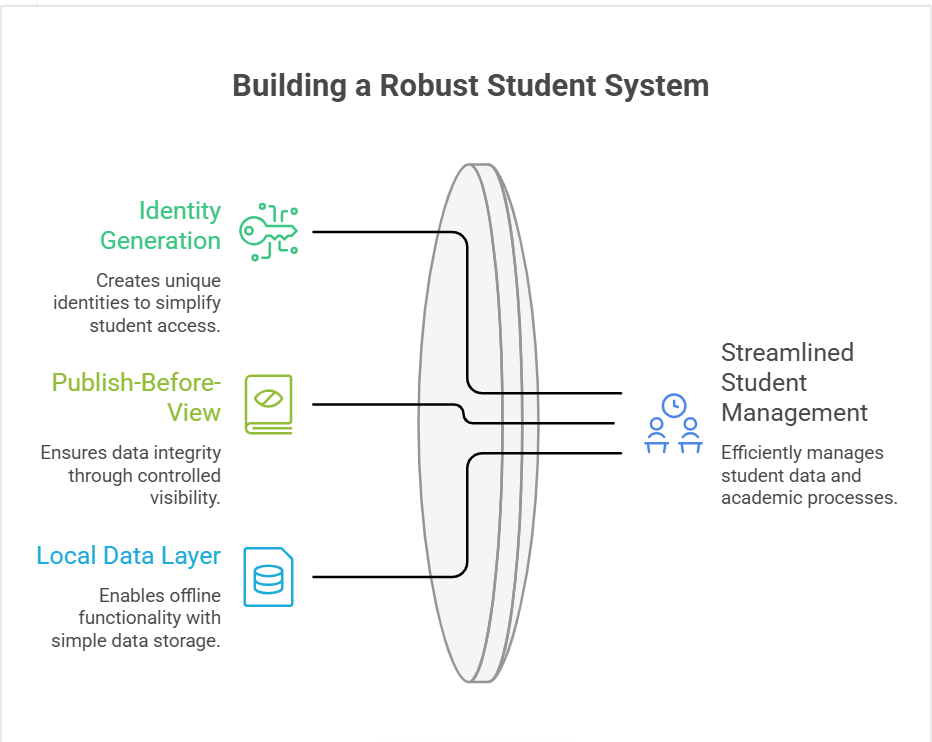 Building a Robust Student System
Identity
Generation
Creates unique
identities to simplify
student access.
Publish-Before-
View
Ensures data integrity
through controlled
visibility.
Local Data Layer
Enables offline
functionality with
simple data storage.
Streamlined
Student
Management
Efficiently manages
student data and
academic processes.